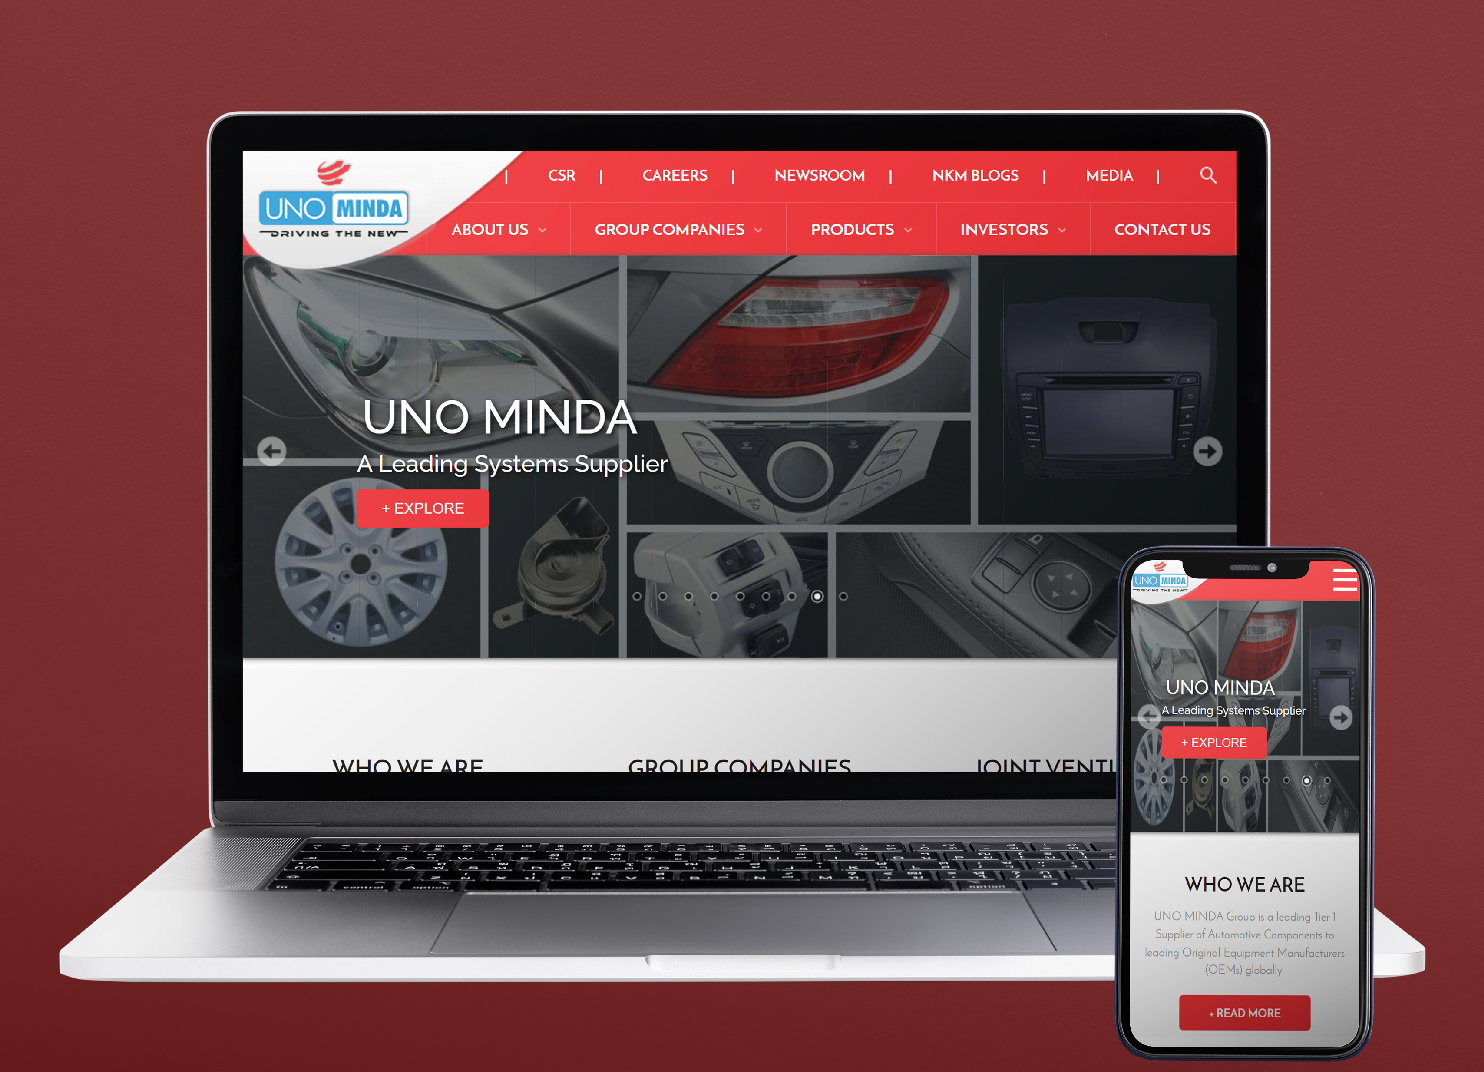 UNO MINDA
DRIVING THE NEW
| CSR | CAREERS | NEWSROOM | NKM BLOGS | MEDIA |
ABOUT US GROUP COMPANIES PRODUCTS INVESTORS CONTACT US
UNO MINDA
A Leading Systems Supplier
+ EXPLORE
WHO WE ARE GROUP COMPANIES JOINT VENTU
control option option
UNO MINDA
DRIVING THE NEW
UNO MINDA
A Leading Systems Supplier
+ EXPLORE
WHO WE ARE
UNO MINDA Group is a leading Tier 1
Supplier of Automotive Components to
leading Original Equipment Manufacturers
(OEMs) globally.
+ READ MORE